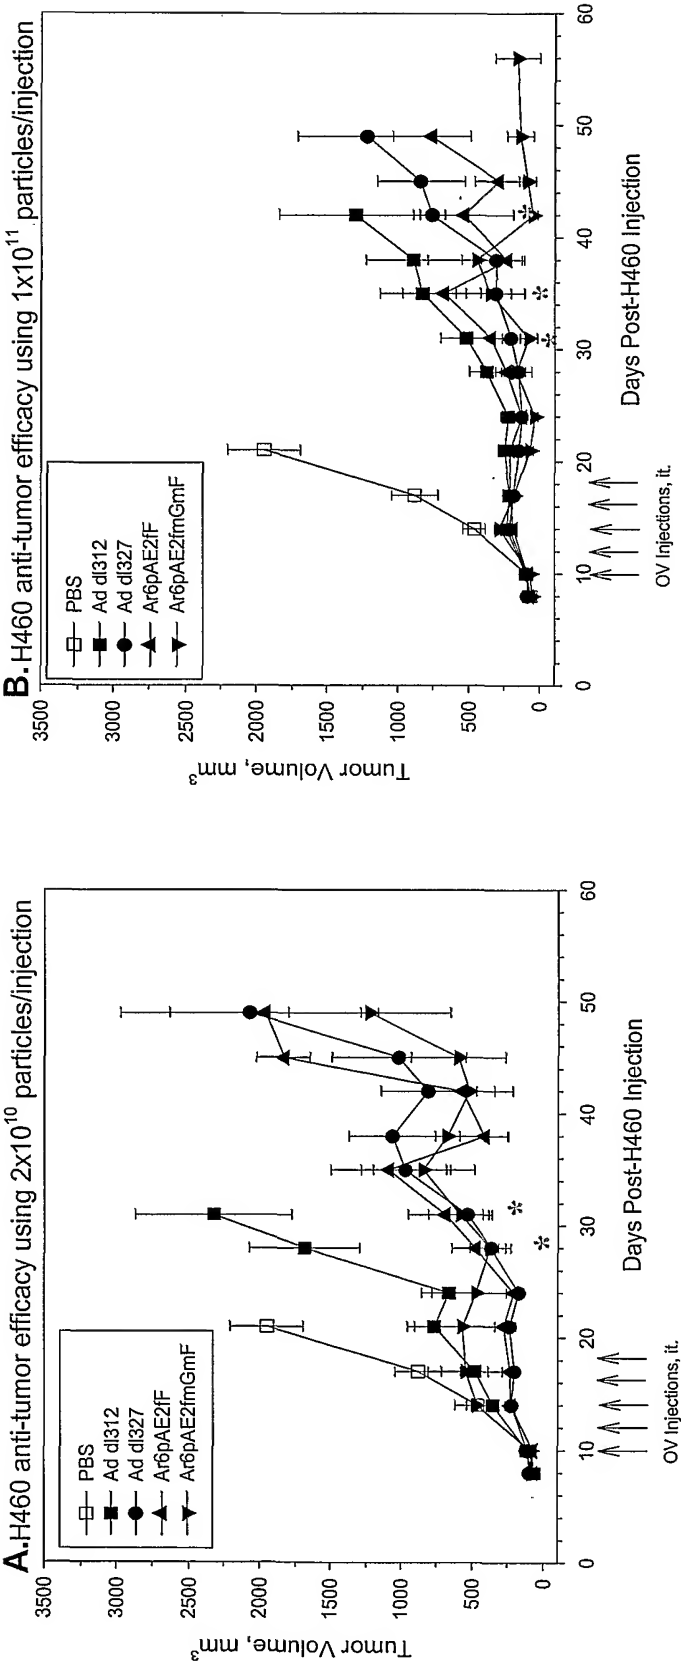 A. H460 anti-tumor efficacy using 2x10¹⁰ particles/injection
3500
3000
2500
2000
1500
1000
500
0
Tumor Volume, mm³
PBS
Ad dl312
Ad dl327
Ar6pAE2fF
Ar6pAE2fmGmF
*
*
0
10
20
30
40
50
60
OV Injections, it.
Days Post-H460 Injection
B. H460 anti-tumor efficacy using 1x10¹¹ particles/injection
3500
3000
2500
2000
1500
1000
500
0
Tumor Volume, mm³
PBS
Ad dl312
Ad dl327
Ar6pAE2fF
Ar6pAE2fmGmF
*
*
*
0
10
20
30
40
50
60
OV Injections, it.
Days Post-H460 Injection